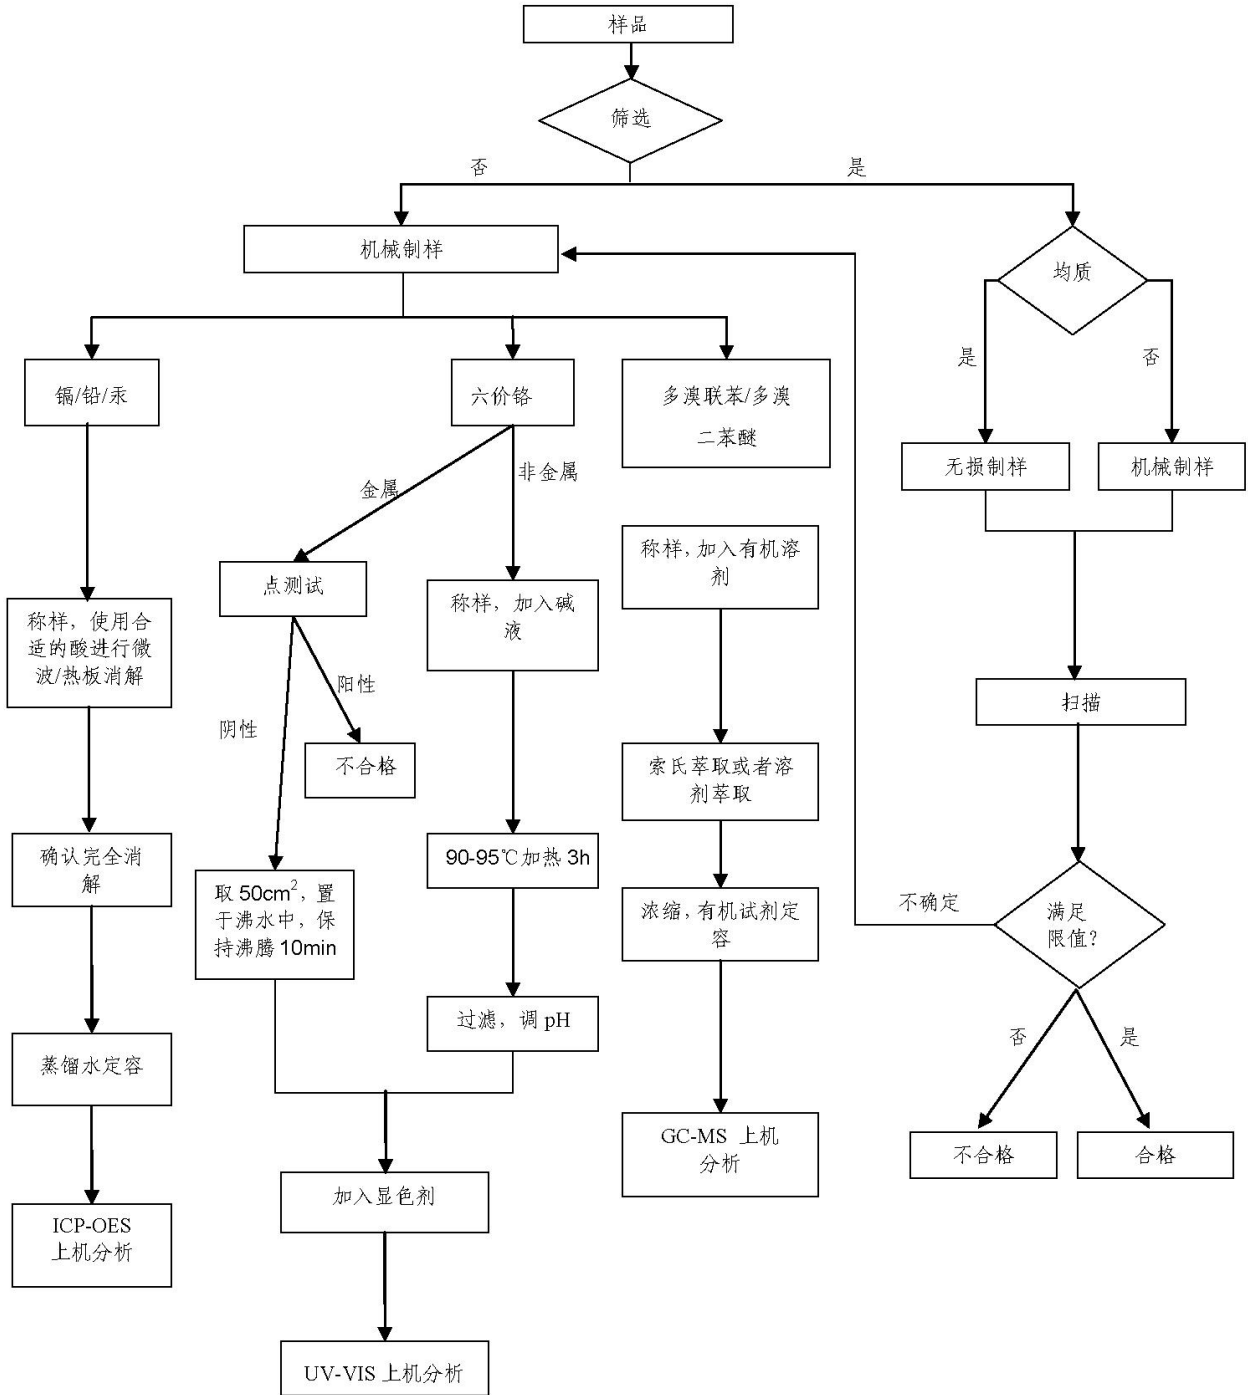 样品
筛选
否
是
机械制样
均质
是
否
镉/铅/汞
六价铬
多溴联苯/多溴
二苯醚
无损制样
机械制样
金属
非金属
称样,加入有机溶
剂
点测试
称样，加入碱
液
称样，使用合
适的酸进行微
波/热板消解
阳性
阴性
扫描
不合格
索氏萃取或者溶
剂萃取
确认完全消
解
90-95℃加热 3h
取 50cm²，置
于沸水中，保
持沸腾 10min
浓缩,有机试剂定
容
不确定
满足
限值?
过滤，调 pH
否
是
蒸馏水定容
GC-MS 上机
分析
不合格
合格
加入显色剂
ICP-OES
上机分析
UV-VIS 上机分析